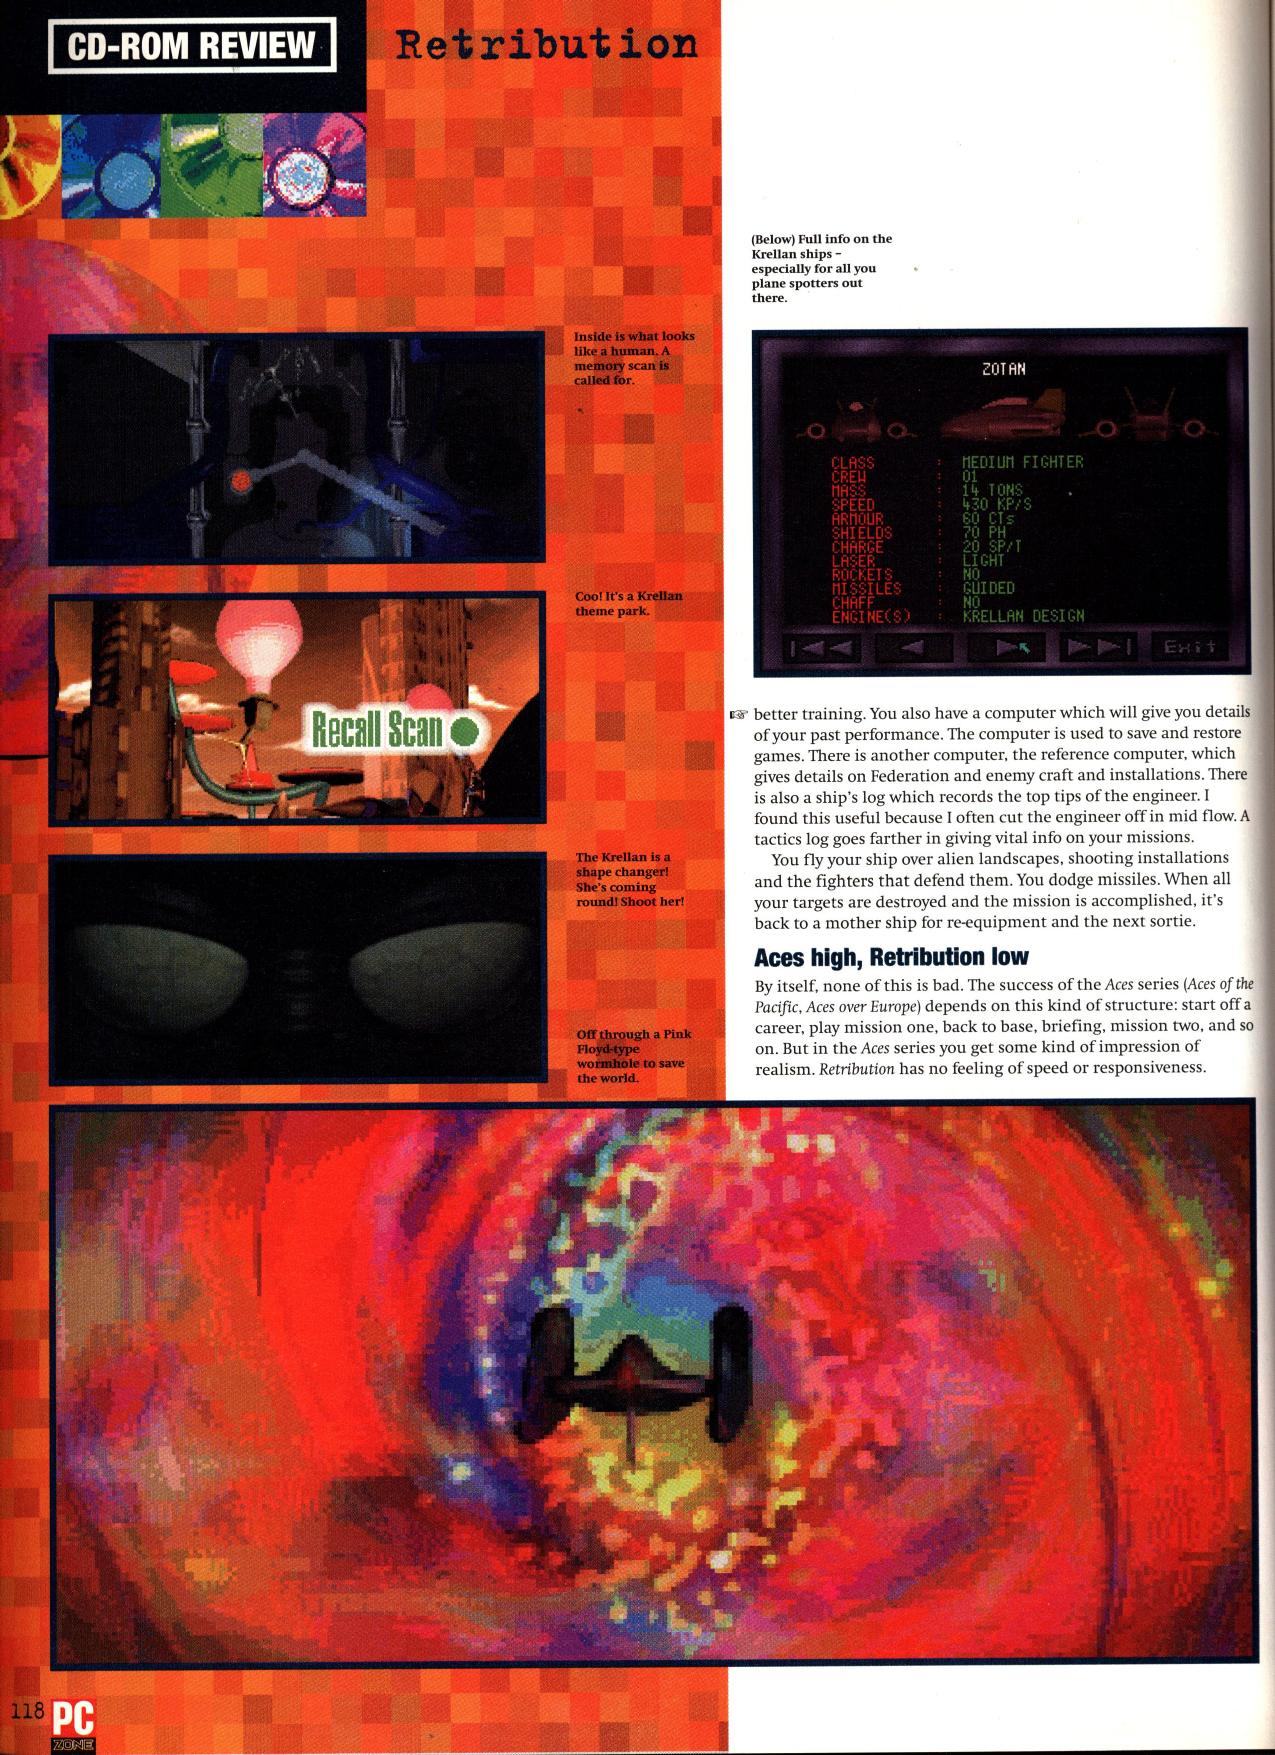 CD-ROM REVIEW
Retribution
(Below) Full info on the
Krellan ships –
especially for all you
plane spotters out
there.
Inside is what looks
like a human. A
memory scan is
called for.
ZOTAN
CLASS : MEDIUM FIGHTER
CREW : 01
MASS : 14 TONS
SPEED : 430 KP/S
ARMOUR : 60 CTs
SHIELDS : 70 PH
CHARGE : 20 SP/T
LASER : LIGHT
ROCKETS : NO
MISSILES : GUIDED
CHAFF : NO
ENGINE(S) : KRELLAN DESIGN
Exit
Coo! It's a Krellan
theme park.
Recall Scan
The Krellan is a
shape changer!
She's coming
round! Shoot her!
Off through a Pink
Floyd-type
wormhole to save
the world.
☞ better training. You also have a computer which will give you details
of your past performance. The computer is used to save and restore
games. There is another computer, the reference computer, which
gives details on Federation and enemy craft and installations. There
is also a ship's log which records the top tips of the engineer. I
found this useful because I often cut the engineer off in mid flow. A
tactics log goes farther in giving vital info on your missions.
You fly your ship over alien landscapes, shooting installations
and the fighters that defend them. You dodge missiles. When all
your targets are destroyed and the mission is accomplished, it's
back to a mother ship for re-equipment and the next sortie.
Aces high, Retribution low
By itself, none of this is bad. The success of the Aces series (Aces of the
Pacific, Aces over Europe) depends on this kind of structure: start off a
career, play mission one, back to base, briefing, mission two, and so
on. But in the Aces series you get some kind of impression of
realism. Retribution has no feeling of speed or responsiveness.
118
PC
ZONE